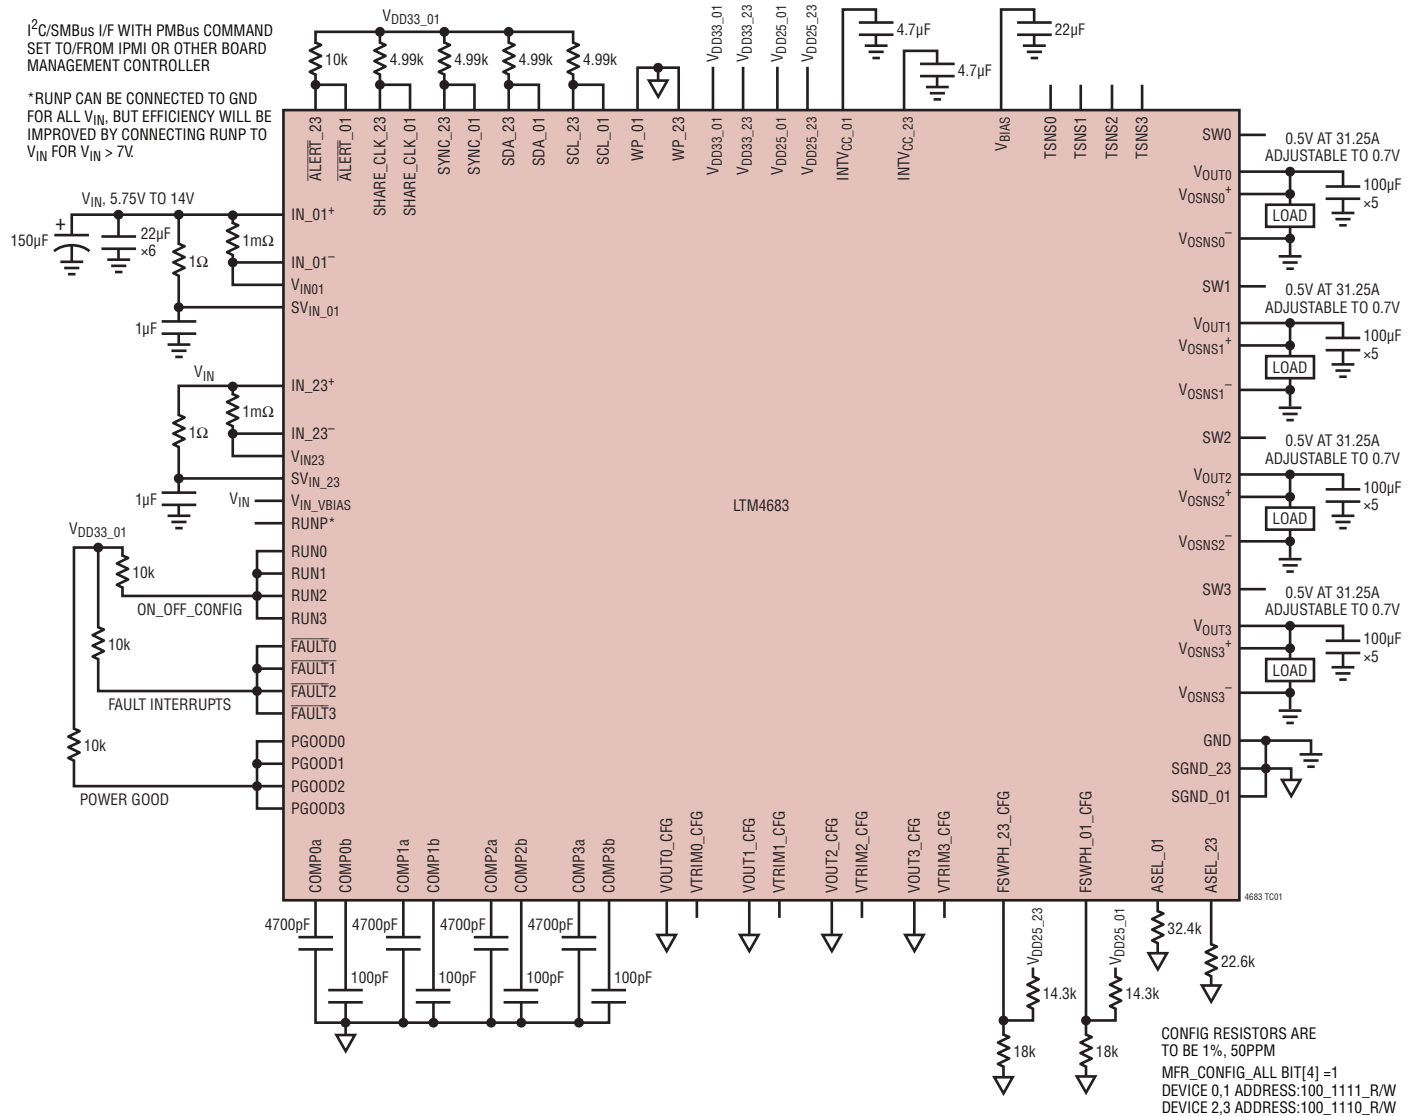 I²C/SMBus I/F WITH PMBus COMMAND
SET TO/FROM IPMI OR OTHER BOARD
MANAGEMENT CONTROLLER
*RUNP CAN BE CONNECTED TO GND
FOR ALL VIN, BUT EFFICIENCY WILL BE
IMPROVED BY CONNECTING RUNP TO
VIN FOR VIN > 7V.
VDD33_01
10k
4.99k
4.99k
4.99k
4.99k
VDD33_01
VDD33_23
VDD25_01
VDD25_23
4.7µF
4.7µF
22µF
ALERT_23
ALERT_01
SHARE_CLK_23
SHARE_CLK_01
SYNC_23
SYNC_01
SDA_23
SDA_01
SCL_23
SCL_01
WP_01
WP_23
VDD33_01
VDD33_23
VDD25_01
VDD25_23
INTVCC_01
INTVCC_23
VBIAS
TSNS0
TSNS1
TSNS2
TSNS3
VIN, 5.75V TO 14V
+
150µF
22µF
×6
1Ω
1mΩ
1µF
IN_01+
IN_01–
VIN01
SVIN_01
VIN
1Ω
1mΩ
1µF
IN_23+
IN_23–
VIN23
SVIN_23
VIN
VIN_VBIAS
RUNP*
VDD33_01
10k
ON_OFF_CONFIG
RUN0
RUN1
RUN2
RUN3
10k
FAULT INTERRUPTS
FAULT0
FAULT1
FAULT2
FAULT3
10k
POWER GOOD
PGOOD0
PGOOD1
PGOOD2
PGOOD3
LTM4683
SW0
0.5V AT 31.25A
ADJUSTABLE TO 0.7V
VOUT0
VOSNS0+
LOAD
100µF
×5
VOSNS0–
SW1
0.5V AT 31.25A
ADJUSTABLE TO 0.7V
VOUT1
VOSNS1+
LOAD
100µF
×5
VOSNS1–
SW2
0.5V AT 31.25A
ADJUSTABLE TO 0.7V
VOUT2
VOSNS2+
LOAD
100µF
×5
VOSNS2–
SW3
0.5V AT 31.25A
ADJUSTABLE TO 0.7V
VOUT3
VOSNS3+
LOAD
100µF
×5
VOSNS3–
GND
SGND_23
SGND_01
COMP0a
COMP0b
COMP1a
COMP1b
COMP2a
COMP2b
COMP3a
COMP3b
VOUT0_CFG
VTRIM0_CFG
VOUT1_CFG
VTRIM1_CFG
VOUT2_CFG
VTRIM2_CFG
VOUT3_CFG
VTRIM3_CFG
FSWPH_23_CFG
FSWPH_01_CFG
ASEL_01
ASEL_23
4683 TC01
4700pF
4700pF
4700pF
4700pF
100pF
100pF
100pF
100pF
VDD25_23
14.3k
18k
VDD25_01
14.3k
18k
32.4k
22.6k
CONFIG RESISTORS ARE
TO BE 1%, 50PPM
MFR_CONFIG_ALL BIT[4] =1
DEVICE 0,1 ADDRESS:100_1111_R/W
DEVICE 2,3 ADDRESS:100_1110_R/W